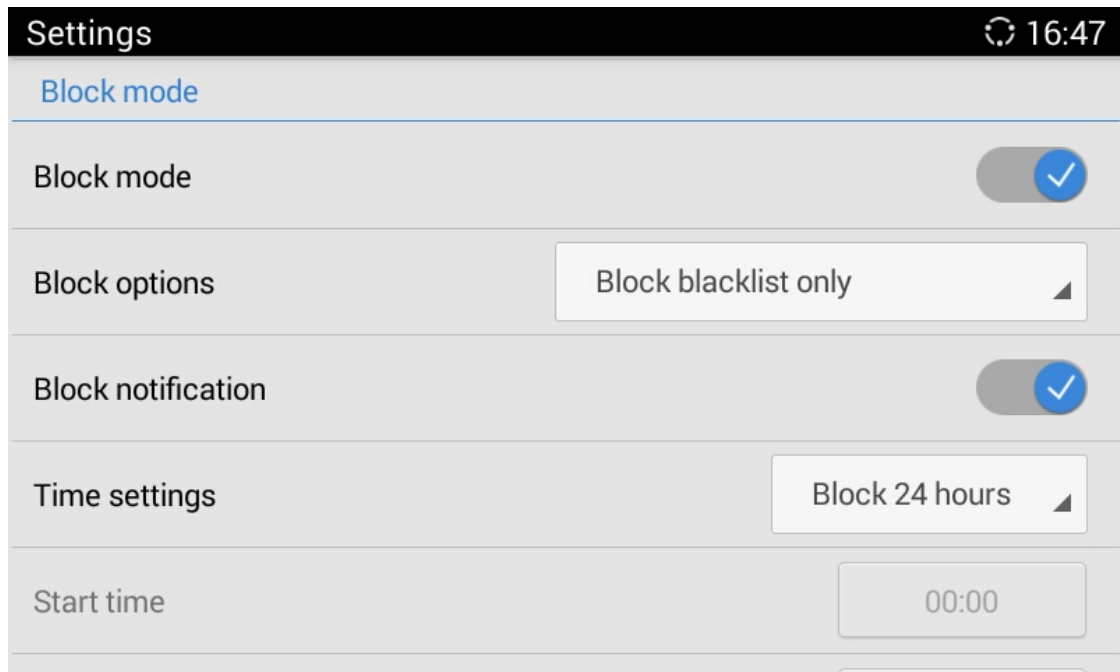 Settings 16:47
Block mode
Block mode
Block options Block blacklist only
Block notification
Time settings Block 24 hours
Start time 00:00